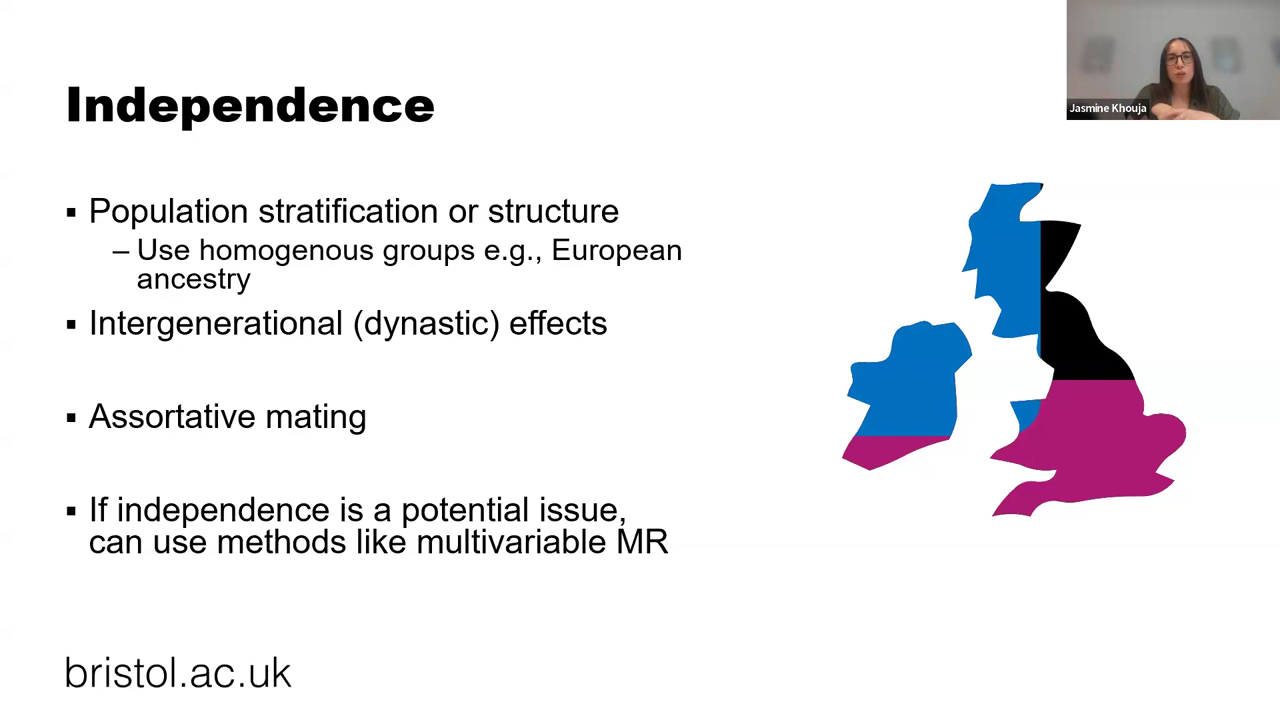 Jasmine Khouja
Independence
▪ Population stratification or structure
– Use homogenous groups e.g., European
ancestry
▪ Intergenerational (dynastic) effects
▪ Assortative mating
▪ If independence is a potential issue,
can use methods like multivariable MR
bristol.ac.uk